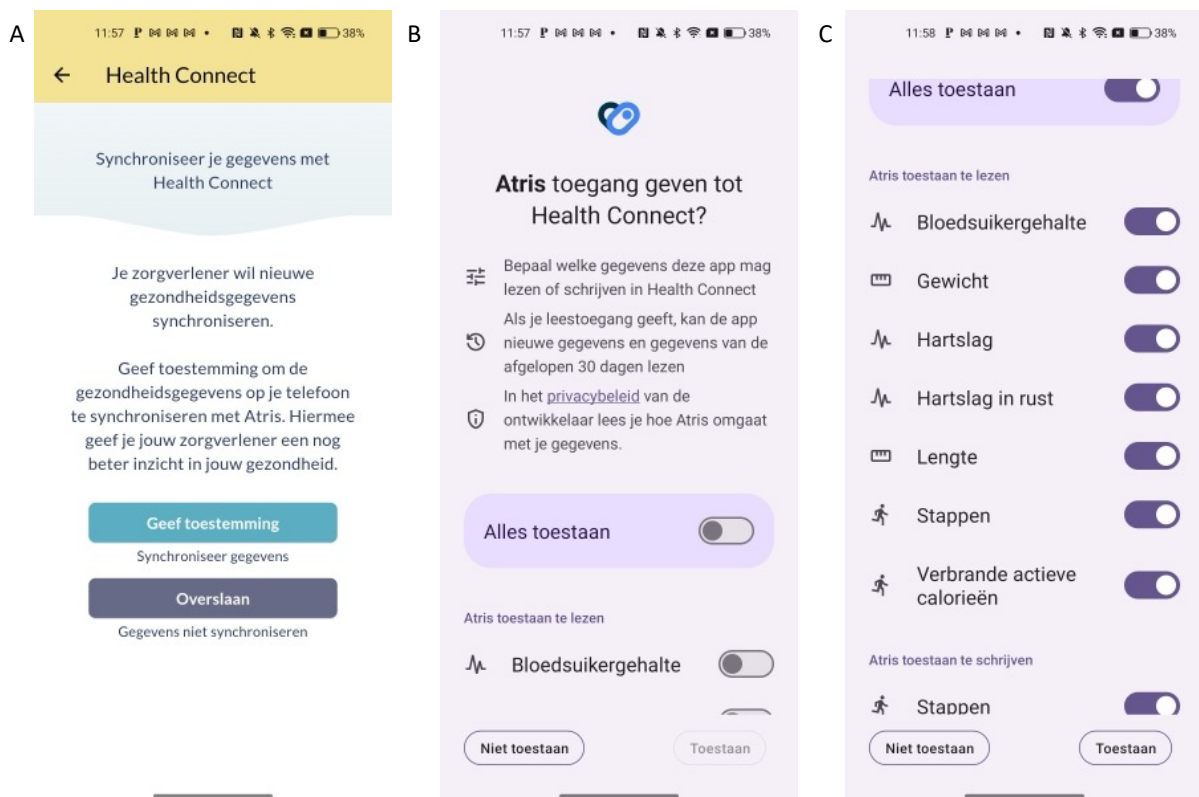 A
11:57
38%
Health Connect
Synchroniseer je gegevens met
Health Connect
Je zorgverlener wil nieuwe
gezondheidsgegevens
synchroniseren.
Geef toestemming om de
gezondheidsgegevens op je telefoon
te synchroniseren met Atris. Hiermee
geef je jouw zorgverlener een nog
beter inzicht in jouw gezondheid.
Geef toestemming
Synchroniseer gegevens
Overslaan
Gegevens niet synchroniseren
B
11:57
38%
Atris toegang geven tot
Health Connect?
Bepaal welke gegevens deze app mag
lezen of schrijven in Health Connect
Als je leestoegang geeft, kan de app
nieuwe gegevens en gegevens van de
afgelopen 30 dagen lezen
In het privacybeleid van de
ontwikkelaar lees je hoe Atris omgaat
met je gegevens.
Alles toestaan
Atris toestaan te lezen
Bloedsuikergehalte
Niet toestaan
Toestaan
C
11:58
38%
Alles toestaan
Atris toestaan te lezen
Bloedsuikergehalte
Gewicht
Hartslag
Hartslag in rust
Lengte
Stappen
Verbrande actieve
calorieën
Atris toestaan te schrijven
Stappen
Niet toestaan
Toestaan